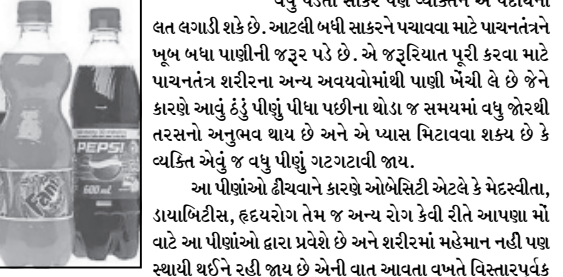 વધુ પડતી સાકર પણ વ્યક્તિને એ પદાર્થની
લત લગાડી શકે છે. આટલી બધી સાકરને પચાવવા માટે પાચનતંત્રને
ખૂબ બધા પાણીની જરૂર પડે છે. એ જરૂરિયાત પૂરી કરવા માટે
પાચનતંત્ર શરીરના અન્ય અવયવોમાંથી પાણી ખેંચી લે છે જેને
કારણે આવું ઠંડું પીણું પીધા પછીના થોડા જ સમયમાં વધુ જોરથી
તરસનો અનુભવ થાય છે અને એ પ્યાસ મિટાવવા શક્ય છે કે
વ્યક્તિ એવું જ વધુ પીણું ગટગટાવી જાય.
આ પીણાંઓ ઢીંચવાને કારણે ઓબેસિટી એટલે કે મેદસ્વીતા,
ડાયાબિટીસ, હૃદયરોગ તેમ જ અન્ય રોગ કેવી રીતે આપણા મોં
વાટે આ પીણાંઓ દ્વારા પ્રવેશે છે અને શરીરમાં મહેમાન નહીં પણ
સ્થાયી થઈને રહી જાય છે એની વાત આવતા વખતે વિસ્તારપૂર્વક
PEPSI
600 ml
Fanta